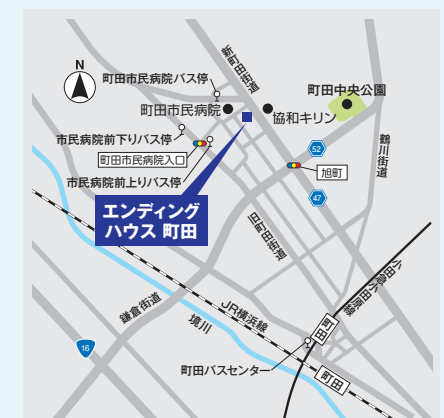 N
新町田街道
町田市民病院バス停
町田中央公園
町田市民病院
協和キリン
市民病院前下りバス停
町田市民病院入口
市民病院前上りバス停
52
旭町
鶴川街道
47
エンディング
ハウス 町田
旧町田街道
小田急小田原線
鎌倉街道
JR横浜線
境川
町田
16
町田バスセンター
町田